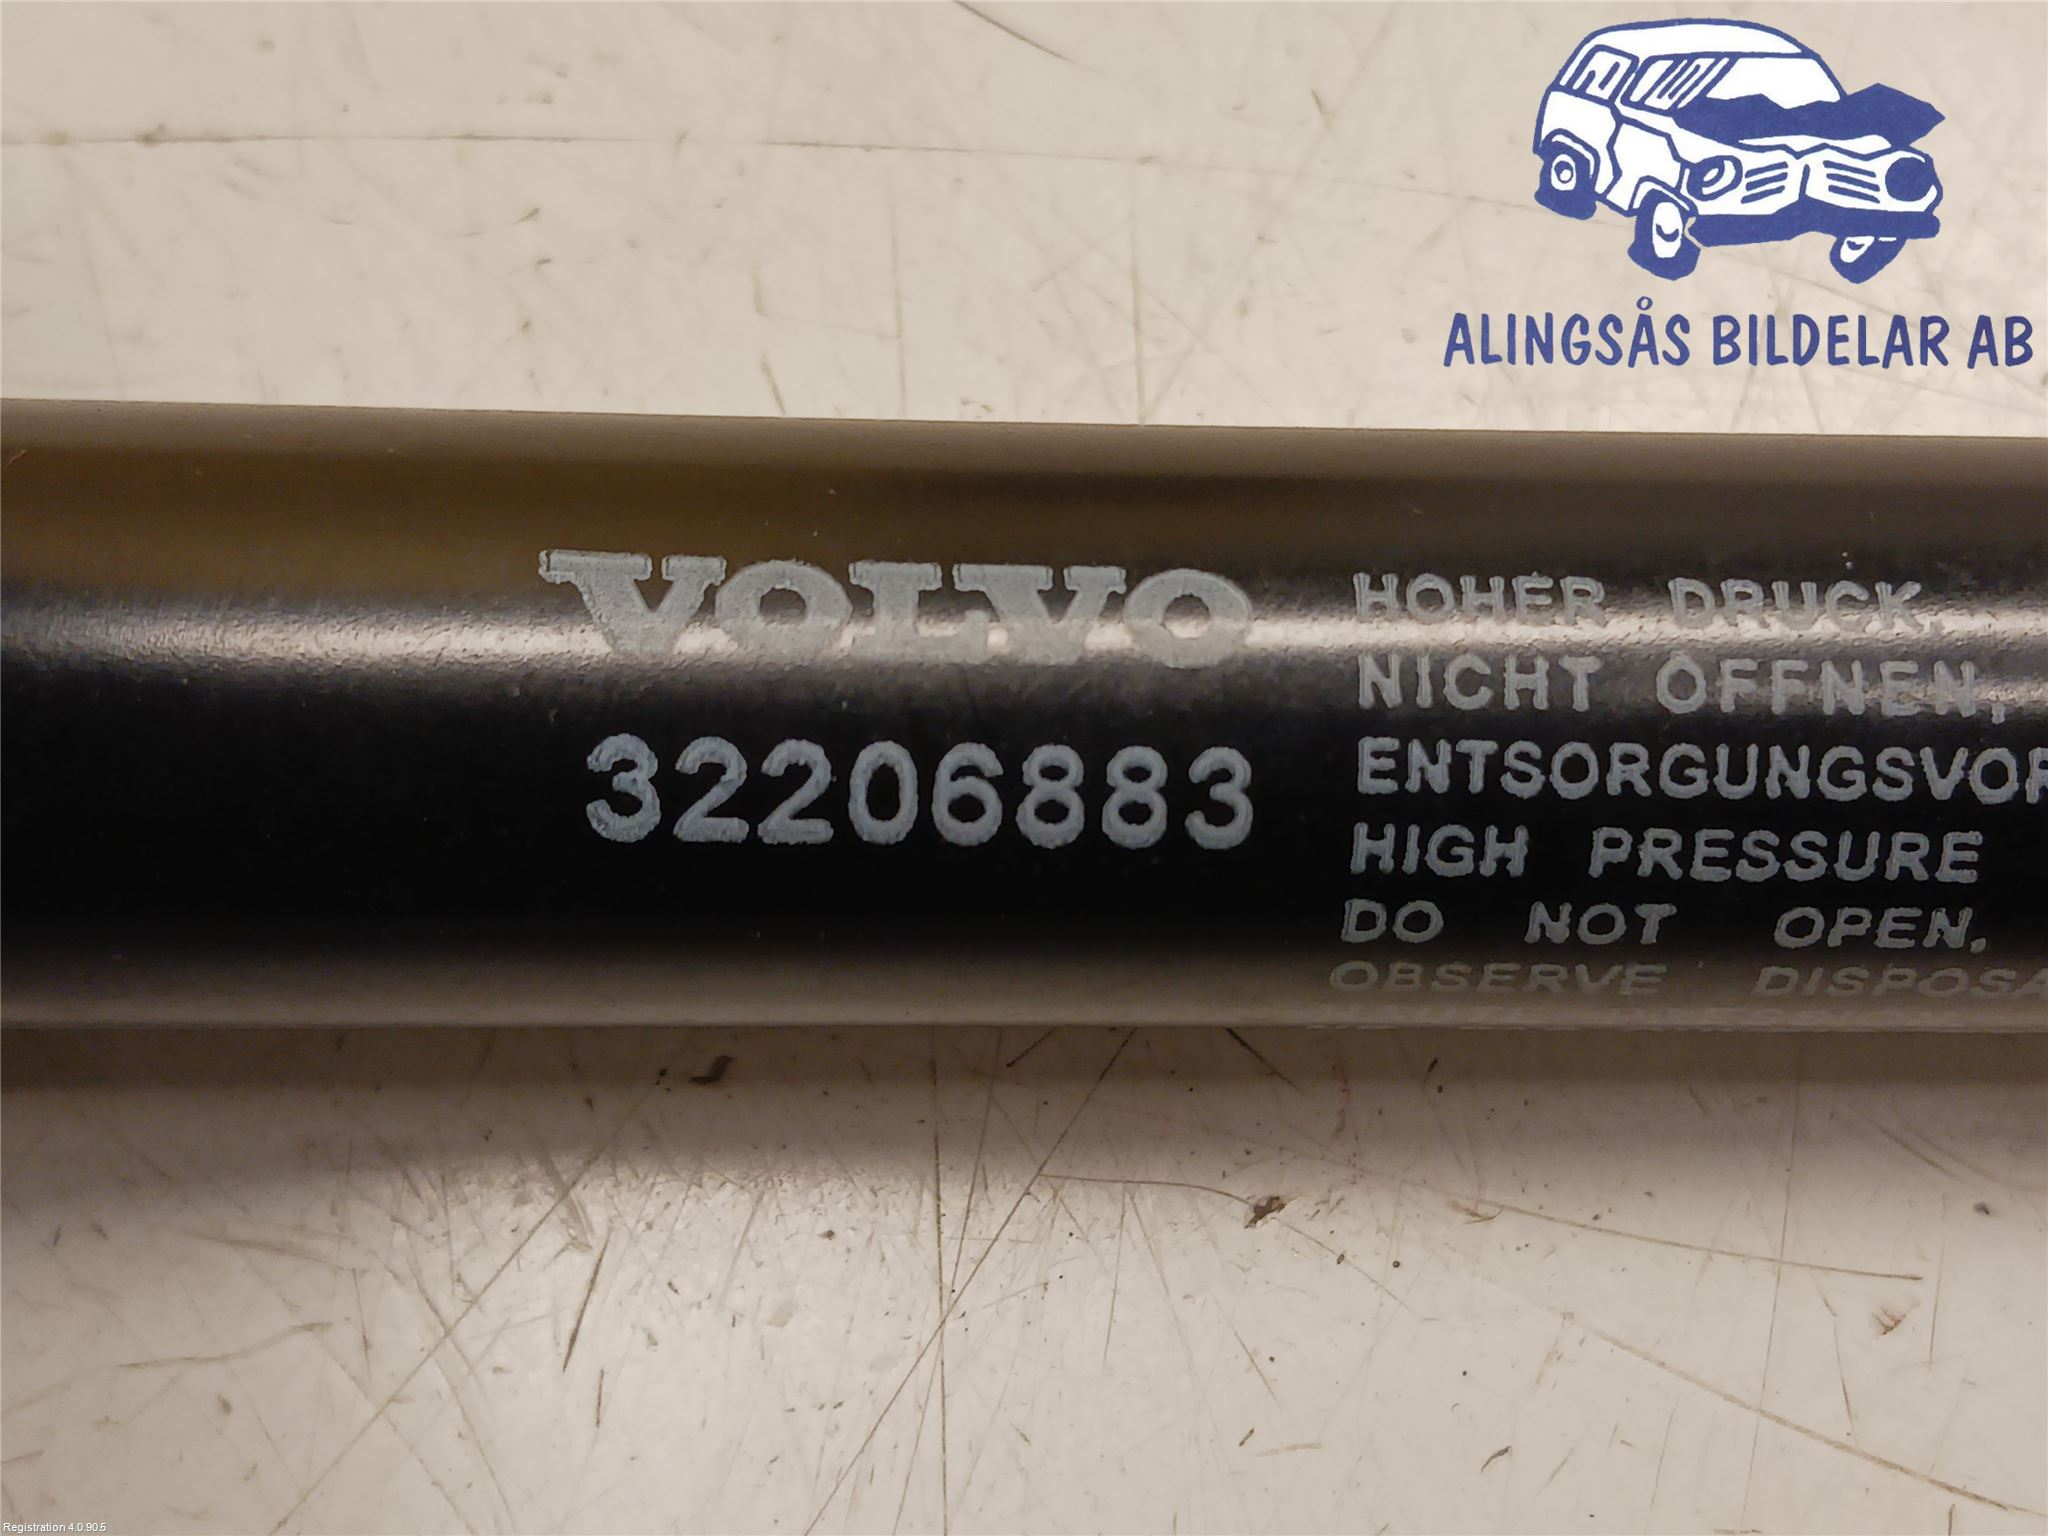 ALINGSÅS BILDELAR AB
VOLVO
32206883
HOHER DRUCK,
NICHT ÖFFNEN,
ENTSORGUNGSVOR
HIGH PRESSURE
DO NOT OPEN,
OBSERVE DISPOSA
Registration 4.0.90.5